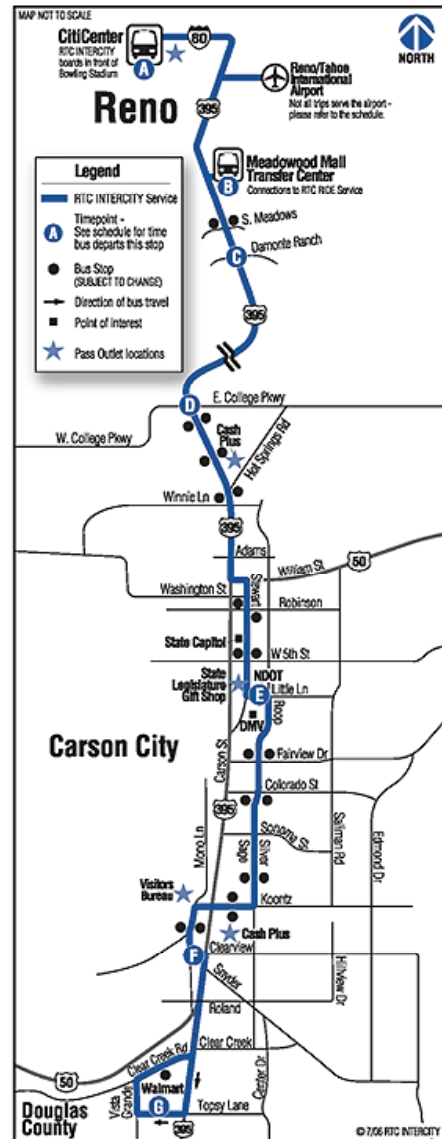 MAP NOT TO SCALE
CitiCenter
RTC INTERCITY
boards in front of
Bowling Stadium
A
80
NORTH
Reno/Tahoe
International
Airport
Not all trips serve the airport -
please refer to the schedule.
Reno
395
Meadowood Mall
Transfer Center
Connections to RTC RIDE Service
B
S. Meadows
Damonte Ranch
C
395
Legend
RTC INTERCITY Service
A
Timepoint -
See schedule for time
bus departs this stop
Bus Stop
(SUBJECT TO CHANGE)
Direction of bus travel
Point of interest
Pass Outlet locations
D
E. College Pkwy
W. College Pkwy
Cash
Plus
Hot Springs Rd
Winnie Ln
395
Adams
William St
50
Washington St
Stewart
Robinson
State Capitol
W 5th St
State
Legislature
Gift Shop
NDOT
E
Little Ln
Roop
DMV
Carson City
Carson St
Fairview Dr
Colorado St
395
Sonoma St
Mono Ln
Sage
Silver
Saliman Rd
Edmond Dr
Visitors
Bureau
Koontz
Cash Plus
F
Clearview
Snyder
Hillview Dr
Roland
Clear Creek
Clear Creek Rd
50
Walmart
Vista
Grande
G
Center Dr
Topsy Lane
Douglas
County
395
© 7/06 RTC INTERCITY